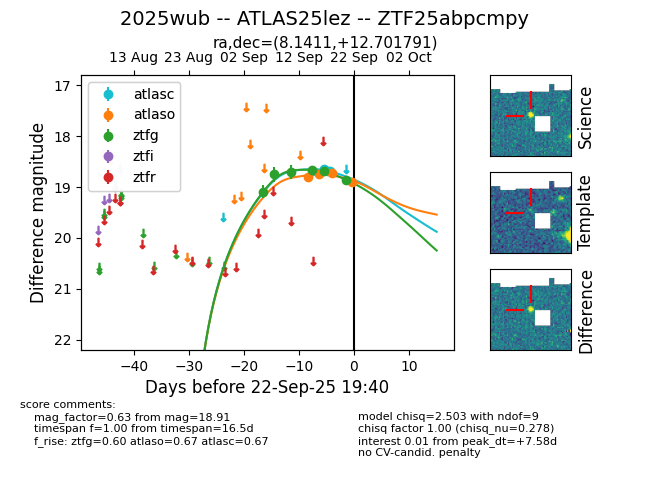 2025wub -- ATLAS25lez -- ZTF25abpcmpy
ra,dec=(8.1411,+12.701791)
13 Aug 23 Aug 02 Sep 12 Sep 22 Sep 02 Oct
17
18
19
20
21
22
Difference magnitude
atlasc
atlaso
ztfg
ztfi
ztfr
−40 −30 −20 −10 0 10
Days before 22-Sep-25 19:40
Science
Template
Difference
score comments:
mag_factor=0.63 from mag=18.91
timespan f=1.00 from timespan=16.5d
f_rise: ztfg=0.60 atlaso=0.67 atlasc=0.67
model chisq=2.503 with ndof=9
chisq factor 1.00 (chisq_nu=0.278)
interest 0.01 from peak_dt=+7.58d
no CV-candid. penalty